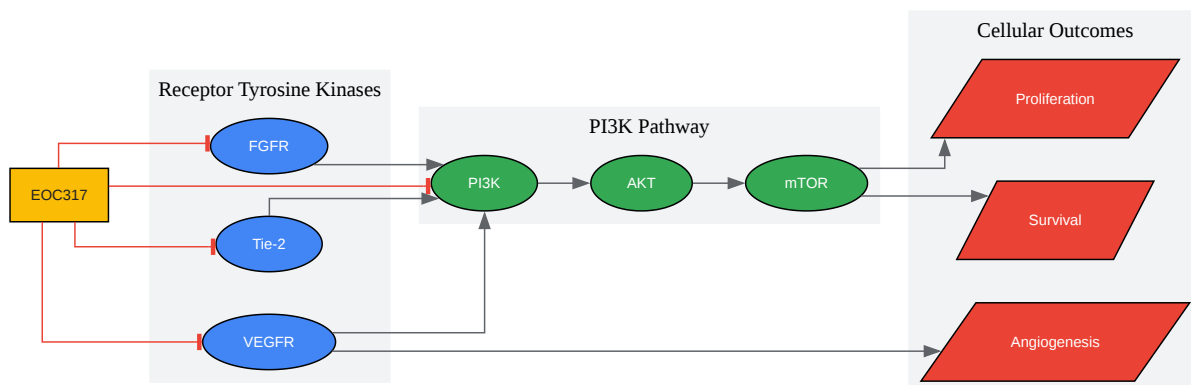 Cellular Outcomes
Receptor Tyrosine Kinases
Proliferation
PI3K Pathway
FGFR
EOC317
PI3K
AKT
mTOR
Survival
Tie-2
VEGFR
Angiogenesis